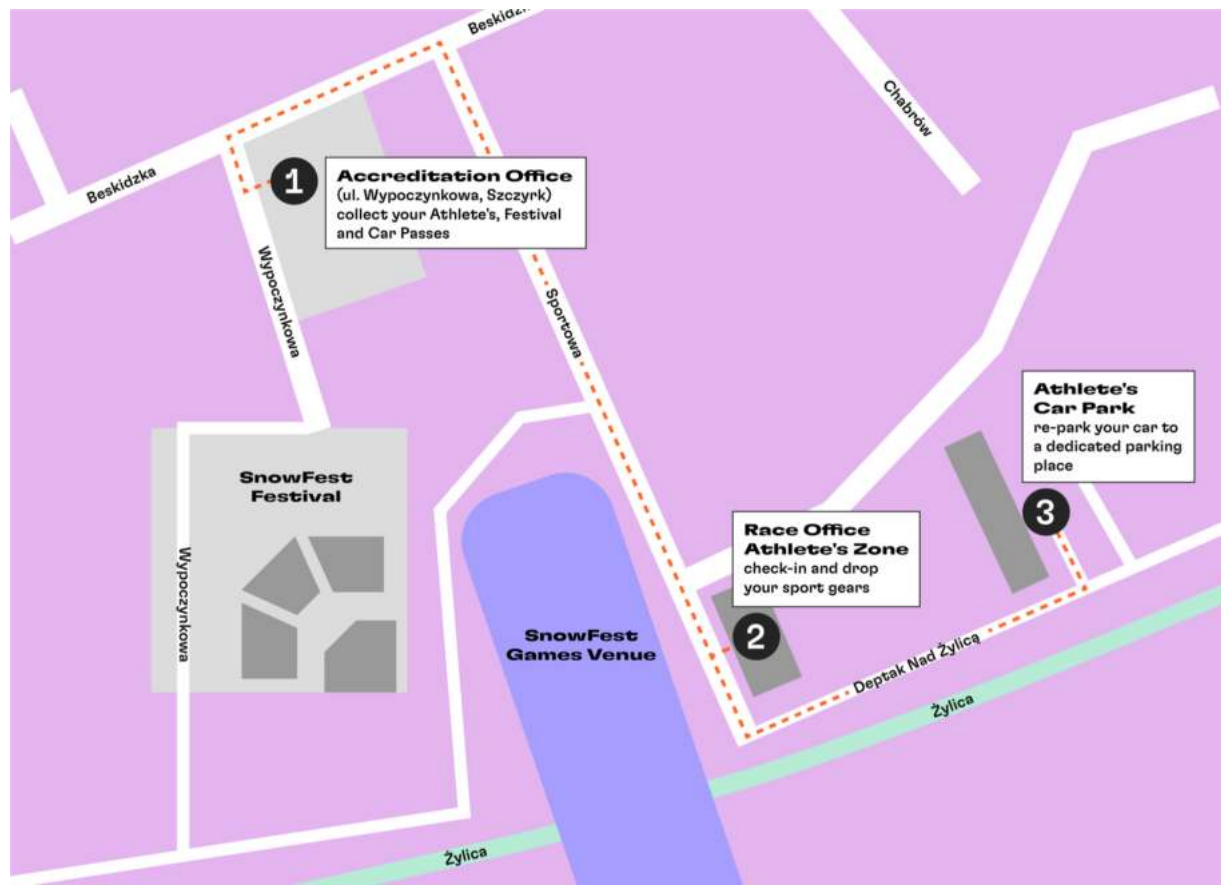 Beskidzka
Chabrów
Beskidzka
1
Accreditation Office
(ul. Wypoczynkowa, Szczyrk)
collect your Athlete's, Festival
and Car Passes
Wypoczynkowa
Sportowa
Athlete's
Car Park
re-park your car to
a dedicated parking
place
3
SnowFest
Festival
Race Office
Athlete's Zone
check-in and drop
your sport gears
2
Wypoczynkowa
SnowFest
Games Venue
Deptak Nad Żylicą
Żylica
Żylica